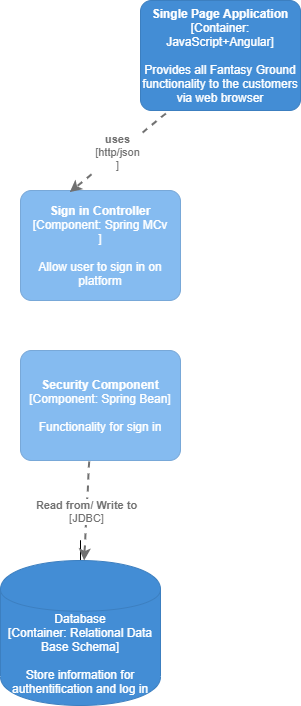 Single Page Application
[Container:
JavaScript+Angular]
Provides all Fantasy Ground
functionality to the customers
via web browser
uses
[http/json
]
Sign in Controller
[Component: Spring MCv
]
Allow user to sign in on
platform
Security Component
[Component: Spring Bean]
Functionality for sign in
Read from/ Write to
[JDBC]
Database
[Container: Relational Data
Base Schema]
Store information for
authentification and log in